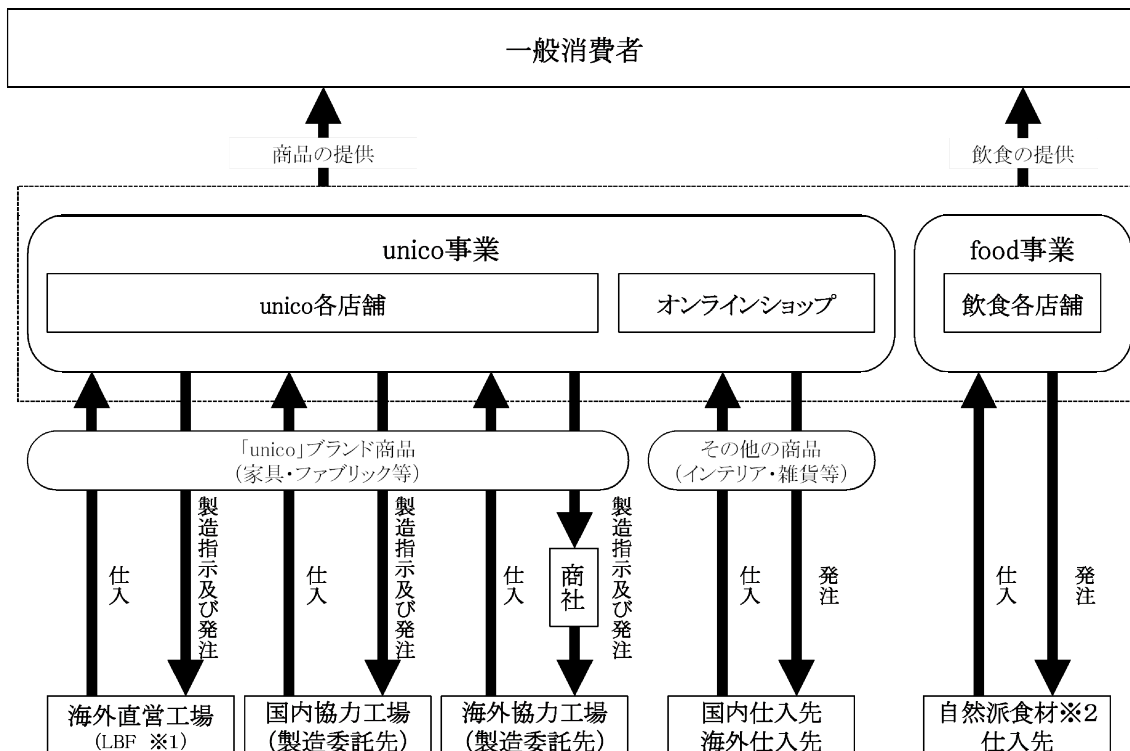 一般消費者
商品の提供
飲食の提供
unico事業
food事業
unico各店舗
オンラインショップ
飲食各店舗
「unico」ブランド商品
(家具・ファブリック等)
その他の商品
(インテリア・雑貨等)
仕入
製造指示及び発注
仕入
製造指示及び発注
仕入
商社
製造指示及び発注
仕入
発注
仕入
発注
海外直営工場
(LBF ※1)
国内協力工場
(製造委託先)
海外協力工場
(製造委託先)
国内仕入先
海外仕入先
自然派食材※2
仕入先